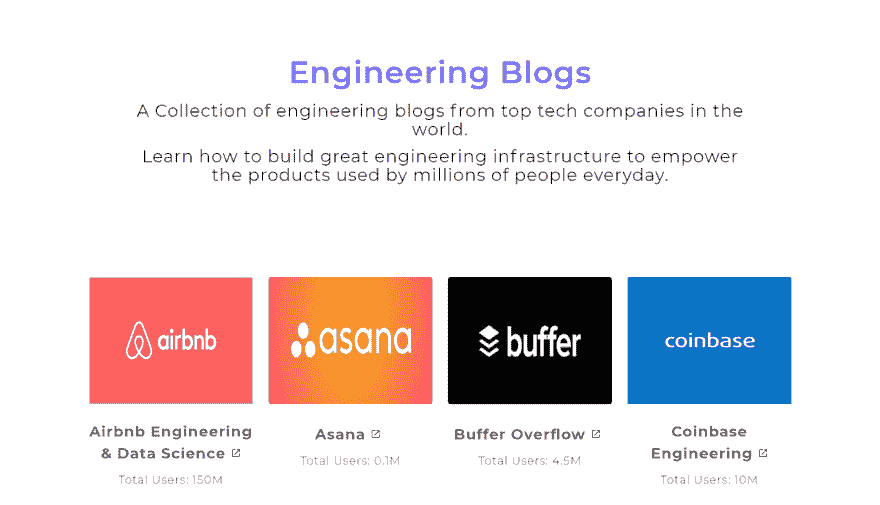 Engineering Blogs
A Collection of engineering blogs from top tech companies in the
world.
Learn how to build great engineering infrastructure to empower
the products used by millions of people everyday.
airbnb
asana
buffer
coinbase
Airbnb Engineering
& Data Science
Total Users: 150M
Asana
Total Users: 0.1M
Buffer Overflow
Total Users: 4.5M
Coinbase
Engineering
Total Users: 10M